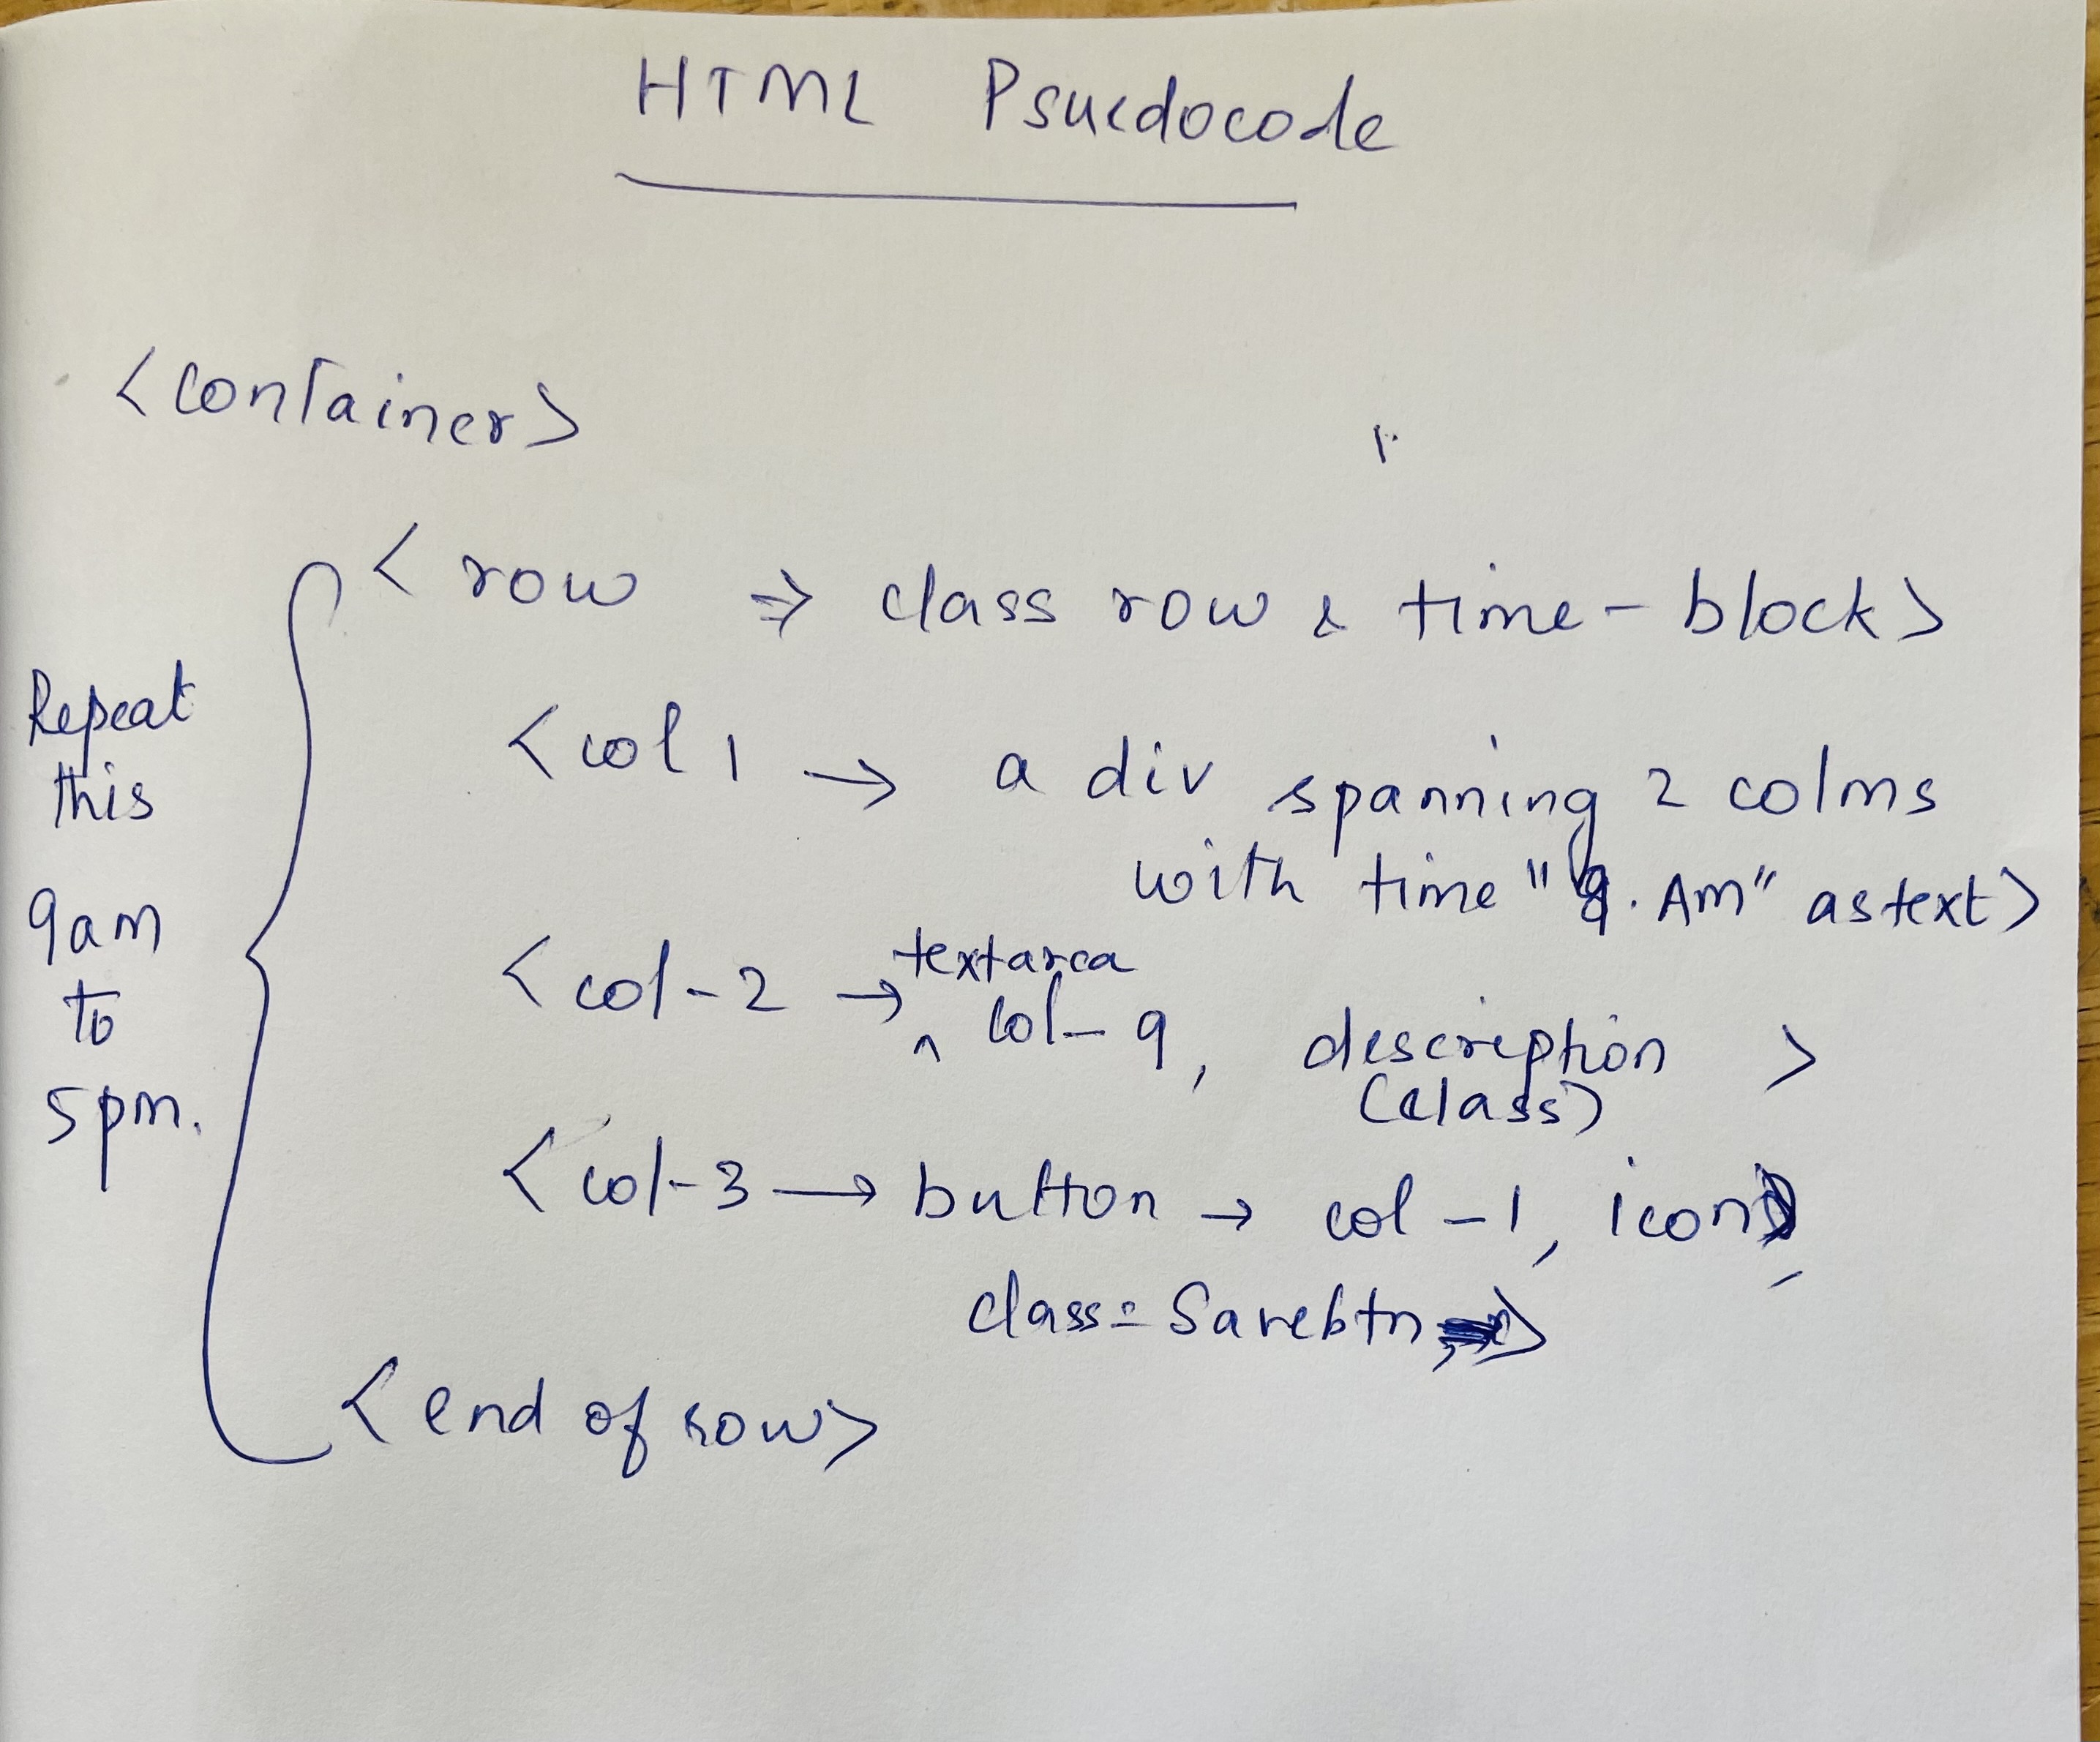 HTML Psuedocode
<container>
<row ⇒ class row & time-block>
<col 1 → a div spanning 2 colms
with time "9. Am" as text>
<col-2 → textarea col-9, description >
(class)
<col-3 → button → col-1, icon,
class=Savebtn>
<end of row>
Repeat
this
9am
to
5pm.